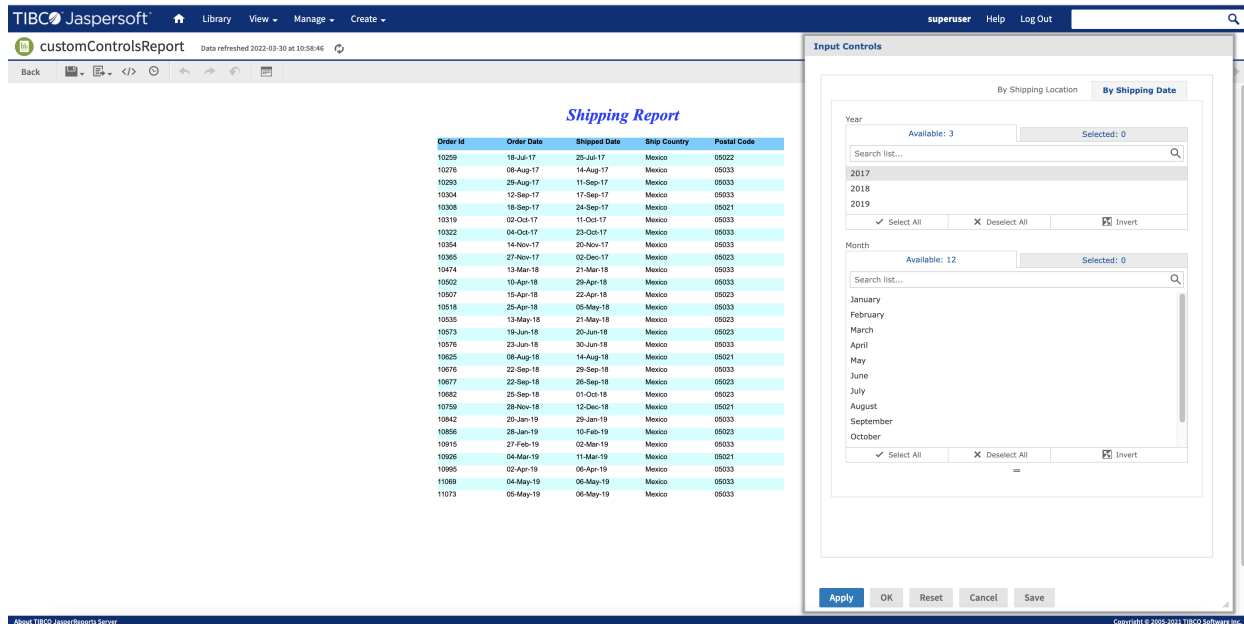 TIBCO Jaspersoft® Library View Manage Create superuser Help Log Out
customControlsReport Data refreshed 2022-03-30 at 10:58:46
Back
Shipping Report
Order Id Order Date Shipped Date Ship Country Postal Code
10259 18-Jul-17 25-Jul-17 Mexico 05022
10276 08-Aug-17 14-Aug-17 Mexico 05033
10293 29-Aug-17 11-Sep-17 Mexico 05033
10304 12-Sep-17 17-Sep-17 Mexico 05033
10308 18-Sep-17 24-Sep-17 Mexico 05021
10319 02-Oct-17 11-Oct-17 Mexico 05033
10322 04-Oct-17 23-Oct-17 Mexico 05033
10354 14-Nov-17 20-Nov-17 Mexico 05033
10365 27-Nov-17 02-Dec-17 Mexico 05023
10474 13-Mar-18 21-Mar-18 Mexico 05033
10502 10-Apr-18 29-Apr-18 Mexico 05033
10507 15-Apr-18 22-Apr-18 Mexico 05023
10518 25-Apr-18 05-May-18 Mexico 05033
10535 13-May-18 21-May-18 Mexico 05023
10573 19-Jun-18 20-Jun-18 Mexico 05023
10576 23-Jun-18 30-Jun-18 Mexico 05033
10625 08-Aug-18 14-Aug-18 Mexico 05021
10676 22-Sep-18 29-Sep-18 Mexico 05033
10677 22-Sep-18 26-Sep-18 Mexico 05023
10682 25-Sep-18 01-Oct-18 Mexico 05023
10759 28-Nov-18 12-Dec-18 Mexico 05021
10842 20-Jan-19 29-Jan-19 Mexico 05033
10856 28-Jan-19 10-Feb-19 Mexico 05023
10915 27-Feb-19 02-Mar-19 Mexico 05033
10926 04-Mar-19 11-Mar-19 Mexico 05021
10995 02-Apr-19 06-Apr-19 Mexico 05033
11069 04-May-19 06-May-19 Mexico 05033
11073 05-May-19 06-May-19 Mexico 05033
Input Controls
By Shipping Location By Shipping Date
Year
Available: 3 Selected: 0
Search list...
2017
2018
2019
Select All Deselect All Invert
Month
Available: 12 Selected: 0
Search list...
January
February
March
April
May
June
July
August
September
October
Select All Deselect All Invert
Apply OK Reset Cancel Save
About TIBCO JasperReports Server Copyright © 2005-2021 TIBCO Software Inc.